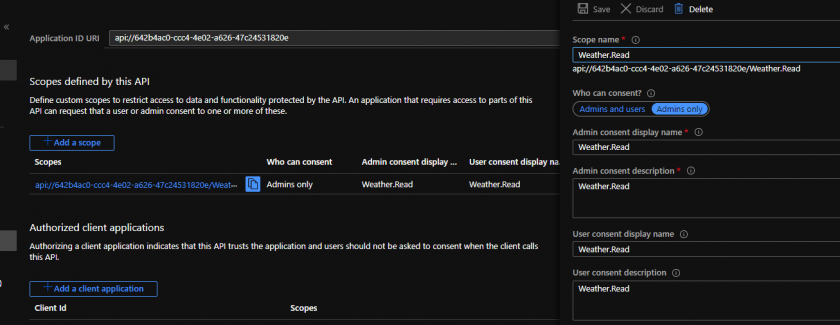 «
Application ID URI
api://642b4ac0-ccc4-4e02-a626-47c24531820e
Scopes defined by this API
Define custom scopes to restrict access to data and functionality protected by the API. An application that requires access to parts of this
API can request that a user or admin consent to one or more of these.
+ Add a scope
Scopes Who can consent Admin consent display ... User consent display na
api://642b4ac0-ccc4-4e02-a626-47c24531820e/Weat... Admins only Weather.Read Weather.Read
Authorized client applications
Authorizing a client application indicates that this API trusts the application and users should not be asked to consent when the client calls
this API.
+ Add a client application
Client Id Scopes
Save Discard Delete
Scope name *
Weather.Read
api://642b4ac0-ccc4-4e02-a626-47c24531820e/Weather.Read
Who can consent?
Admins and users Admins only
Admin consent display name *
Weather.Read
Admin consent description *
Weather.Read
User consent display name
Weather.Read
User consent description
Weather.Read